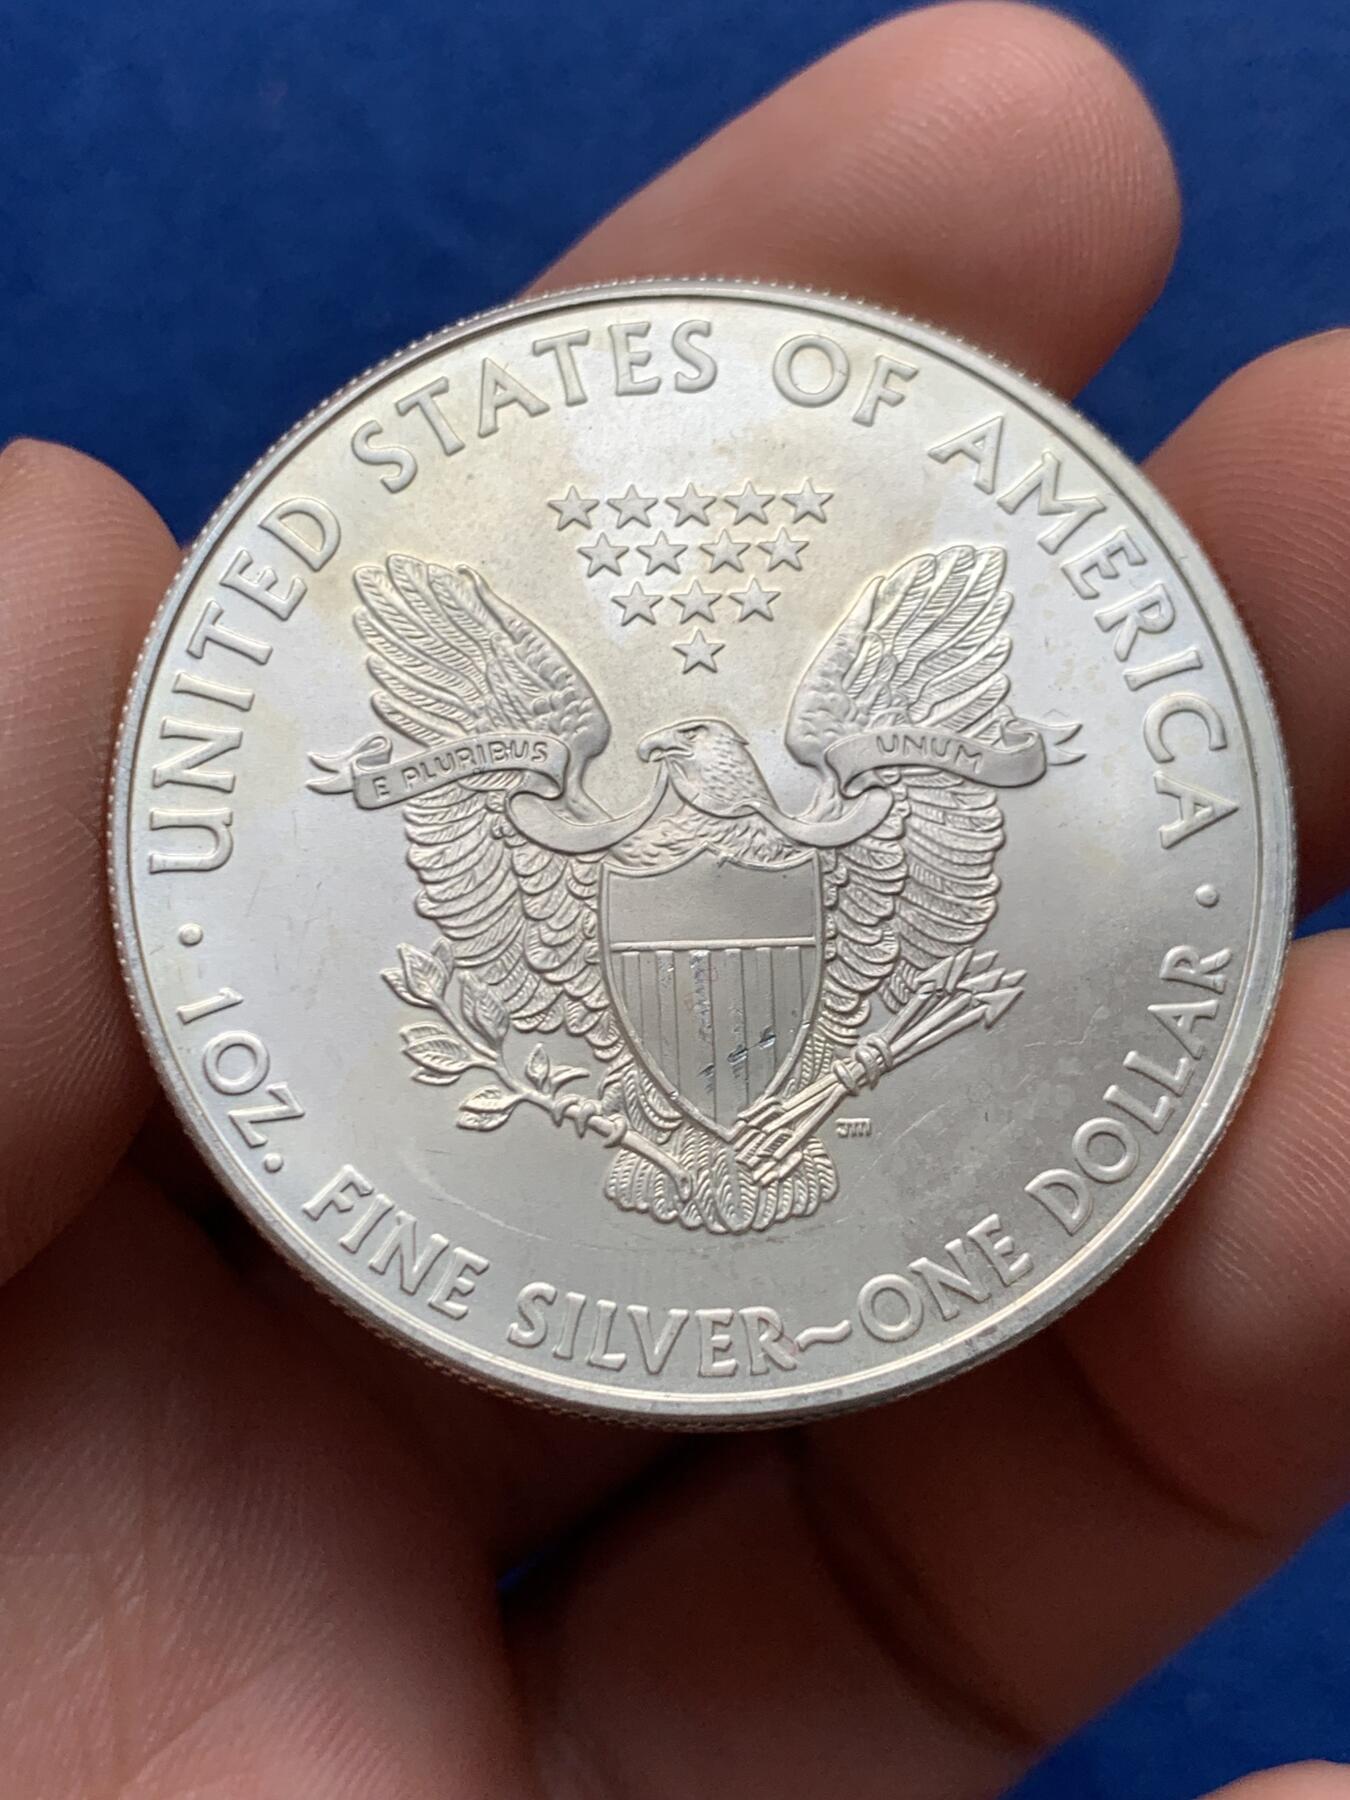 UNITED STATES OF AMERICA
E PLURIBUS UNUM
JM
· 1 OZ. FINE SILVER~ONE DOLLAR ·